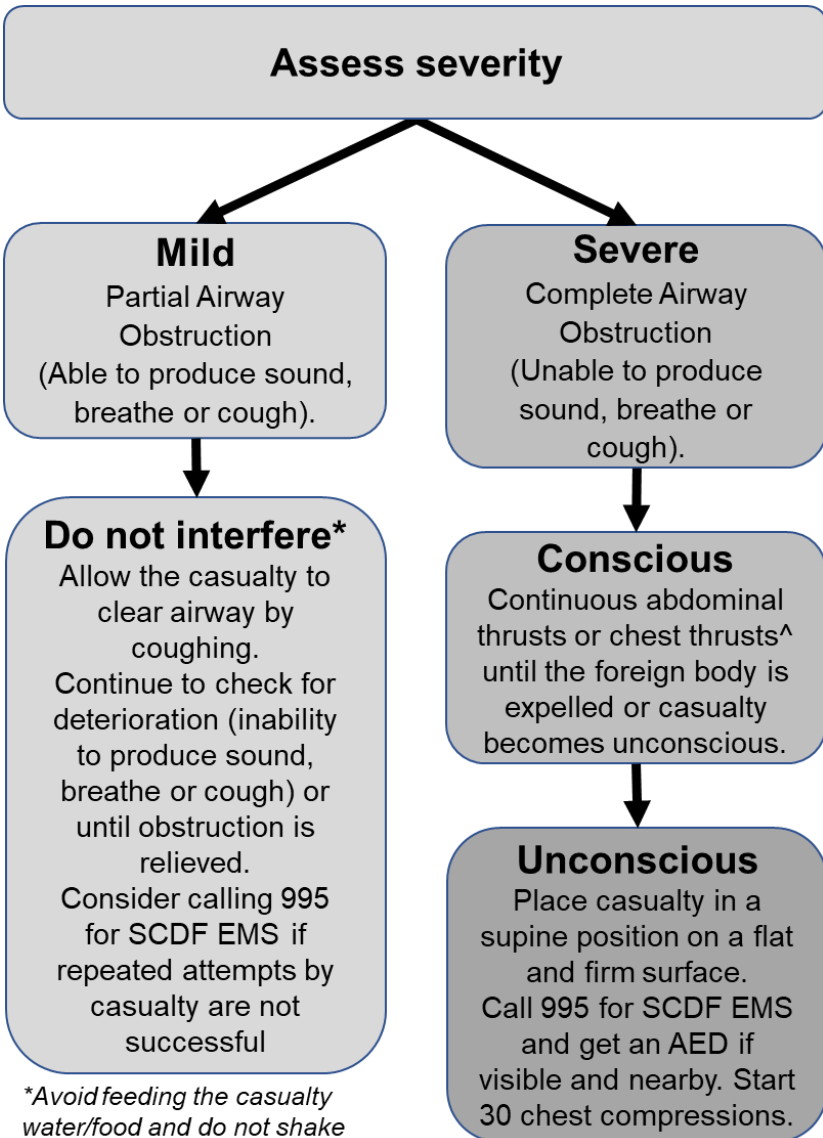 Assess severity
Mild
Partial Airway
Obstruction
(Able to produce sound,
breathe or cough).
Do not interfere*
Allow the casualty to
clear airway by
coughing.
Continue to check for
deterioration (inability
to produce sound,
breathe or cough) or
until obstruction is
relieved.
Consider calling 995
for SCDF EMS if
repeated attempts by
casualty are not
successful
*Avoid feeding the casualty
water/food and do not shake
Severe
Complete Airway
Obstruction
(Unable to produce
sound, breathe or
cough).
Conscious
Continuous abdominal
thrusts or chest thrusts^
until the foreign body is
expelled or casualty
becomes unconscious.
Unconscious
Place casualty in a
supine position on a flat
and firm surface.
Call 995 for SCDF EMS
and get an AED if
visible and nearby. Start
30 chest compressions.